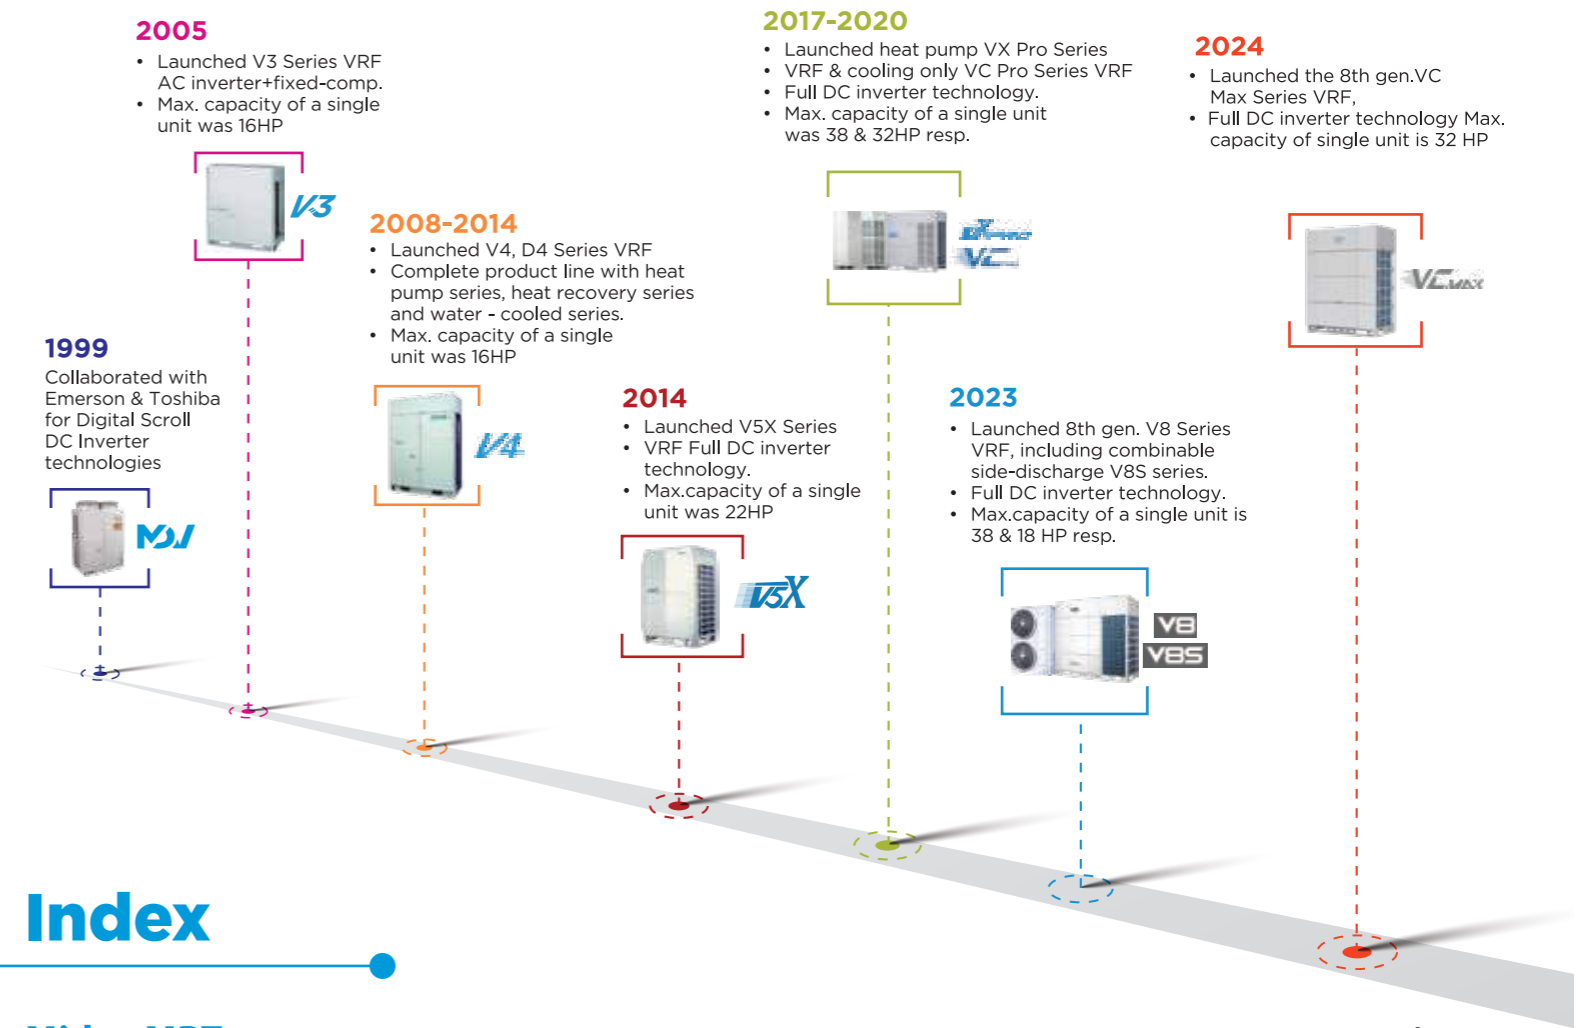 2005
• Launched V3 Series VRF
AC inverter+fixed-comp.
• Max. capacity of a single
unit was 16HP
V3
2017-2020
• Launched heat pump VX Pro Series
• VRF & cooling only VC Pro Series VRF
• Full DC inverter technology.
• Max. capacity of a single unit
was 38 & 32HP resp.
2024
• Launched the 8th gen.VC
Max Series VRF,
• Full DC inverter technology Max.
capacity of single unit is 32 HP
VC MAX
2008-2014
• Launched V4, D4 Series VRF
• Complete product line with heat
pump series, heat recovery series
and water - cooled series.
• Max. capacity of a single
unit was 16HP
V4
1999
Collaborated with
Emerson & Toshiba
for Digital Scroll
DC Inverter
technologies
MDV
2014
• Launched V5X Series
• VRF Full DC inverter
technology.
• Max.capacity of a single
unit was 22HP
V5X
2023
• Launched 8th gen. V8 Series
VRF, including combinable
side-discharge V8S series.
• Full DC inverter technology.
• Max.capacity of a single unit is
38 & 18 HP resp.
V8
V8S
Index